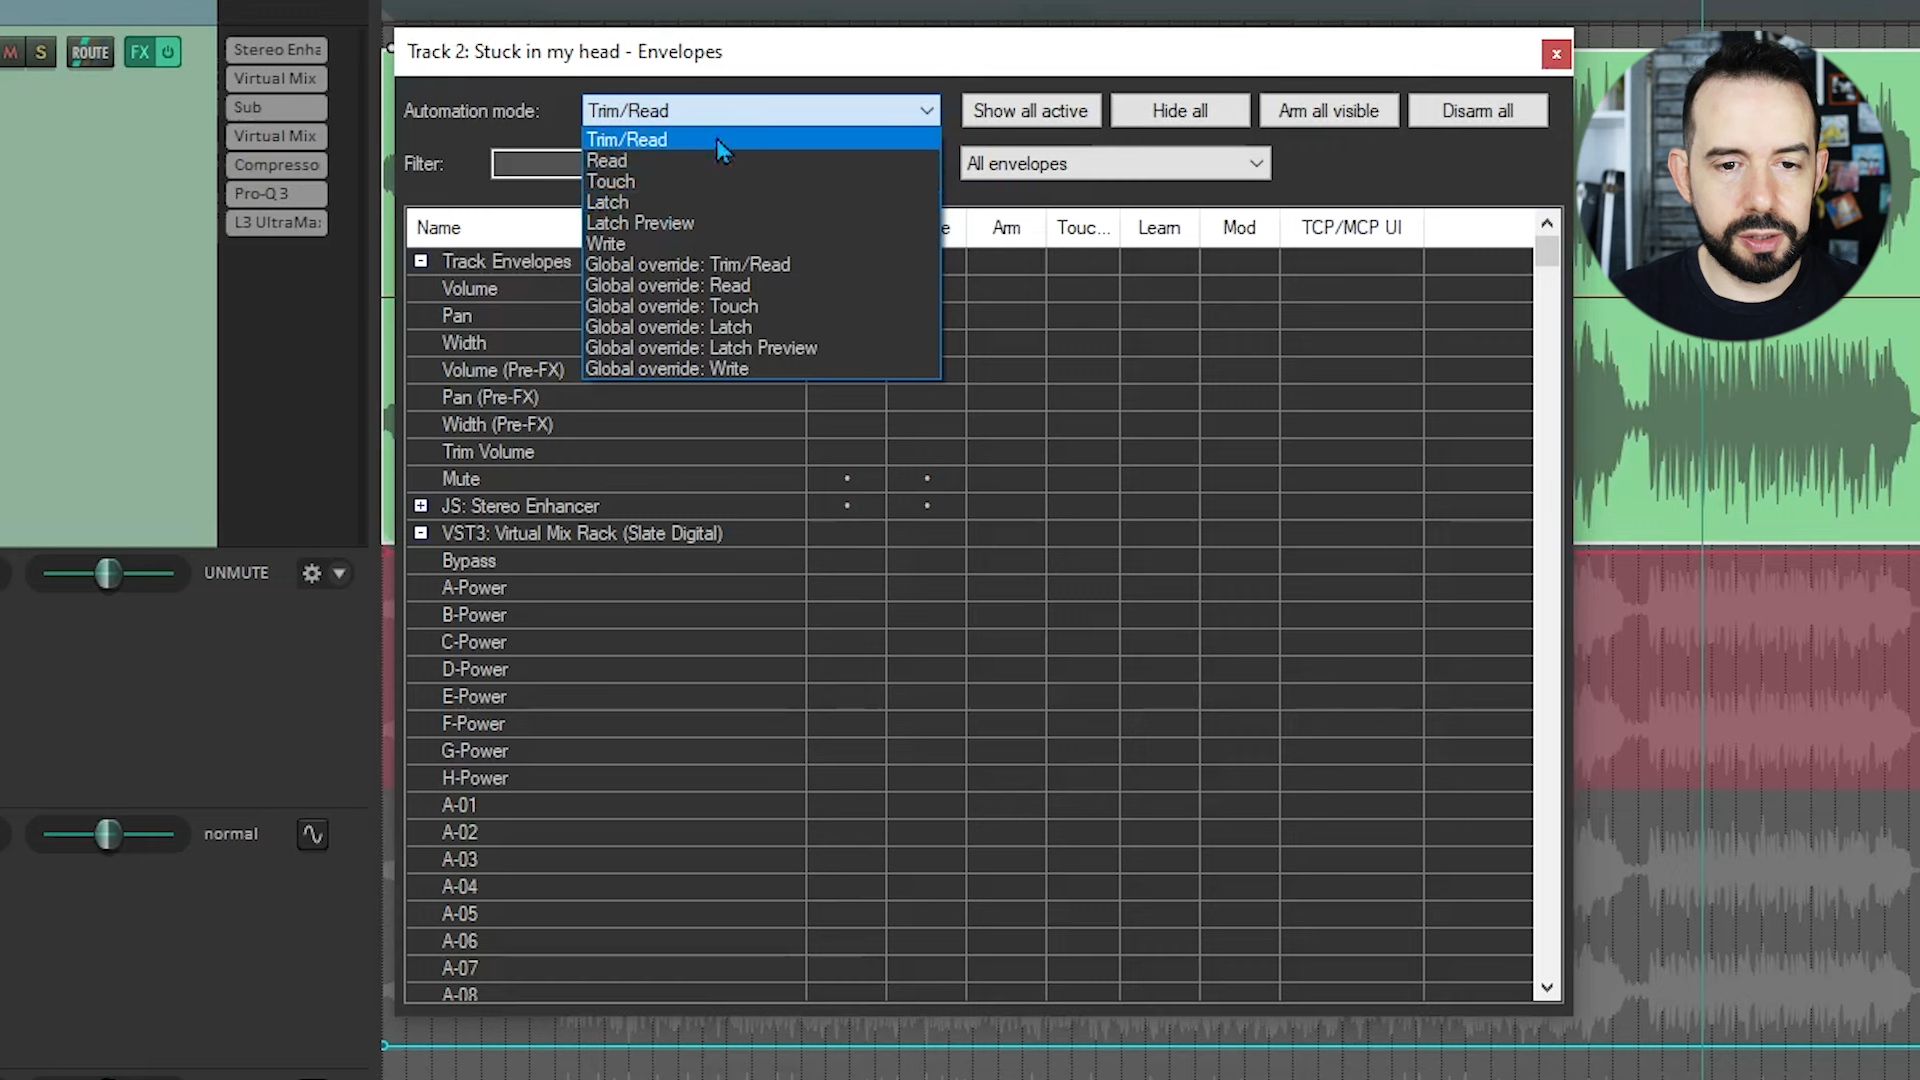 Track 2: Stuck in my head - Envelopes
x
M S ROUTE FX
Stereo Enha
Virtual Mix
Sub
Virtual Mix
Compresso
Pro-Q 3
L3 UltraMa
Automation mode: Trim/Read
Show all active Hide all Arm all visible Disarm all
Trim/Read
Read
Touch
Latch
Latch Preview
Write
Global override: Trim/Read
Global override: Read
Global override: Touch
Global override: Latch
Global override: Latch Preview
Global override: Write
Filter: All envelopes
Name e Arm Touc... Learn Mod TCP/MCP UI
Track Envelopes
Volume
Pan
Width
Volume (Pre-FX)
Pan (Pre-FX)
Width (Pre-FX)
Trim Volume
Mute
JS: Stereo Enhancer
VST3: Virtual Mix Rack (Slate Digital)
Bypass
A-Power
B-Power
C-Power
D-Power
E-Power
F-Power
G-Power
H-Power
A-01
A-02
A-03
A-04
A-05
A-06
A-07
A-08
UNMUTE
normal